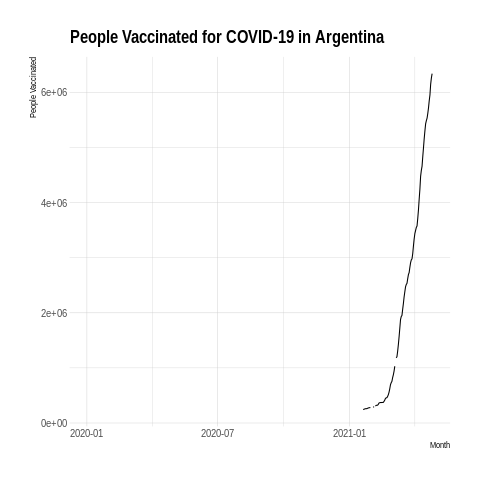 People Vaccinated for COVID-19 in Argentina
People Vaccinated
6e+06
4e+06
2e+06
0e+00
2020-01
2020-07
2021-01
Month